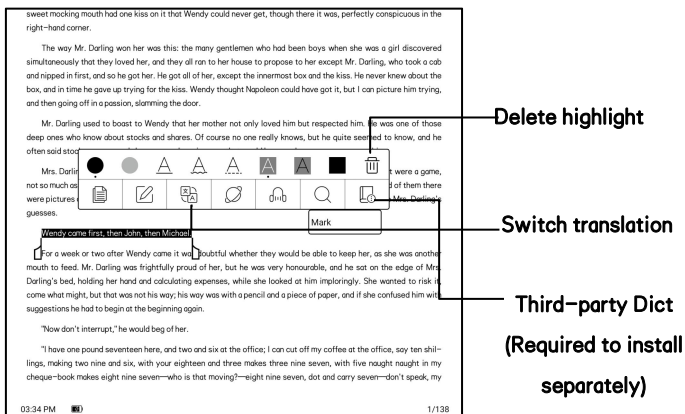 sweet mocking mouth had one kiss on it that Wendy could never get, though there it was, perfectly conspicuous in the
right-hand corner.
The way Mr. Darling won her was this: the many gentlemen who had been boys when she was a girl discovered
simultaneously that they loved her, and they all ran to her house to propose to her except Mr. Darling, who took a cab
and nipped in first, and so he got her. He got all of her, except the innermost box and the kiss. He never knew about the
box, and in time he gave up trying for the kiss. Wendy thought Napoleon could have got it, but I can picture him trying,
and then going off in a passion, slamming the door.
Mr. Darling used to boast to Wendy that her mother not only loved him but respected him. He was one of those
deep ones who know about stocks and shares. Of course no one really knows, but he quite seemed to know, and he
often said
Delete highlight
Mrs. Darlin
t were a game,
not so much as
d of them there
were pictures
Mrs. Darling's
guesses.
Mark
Switch translation
Wendy came first, then John, then Michael.
For a week or two after Wendy came it was doubtful whether they would be able to keep her, as she was another
mouth to feed. Mr. Darling was frightfully proud of her, but he was very honourable, and he sat on the edge of Mrs.
Darling's bed, holding her hand and calculating expenses, while she looked at him imploringly. She wanted to risk it,
come what might, but that was not his way; his way was with a pencil and a piece of paper, and if she confused him with
suggestions he had to begin at the beginning again.
Third-party Dict
(Required to install
separately)
"Now don't interrupt," he would beg of her.
"I have one pound seventeen here, and two and six at the office; I can cut off my coffee at the office, say ten shil-
lings, making two nine and six, with your eighteen and three makes three nine seven, with five naught naught in my
cheque-book makes eight nine seven—who is that moving?—eight nine seven, dot and carry seven—don't speak, my
03:34 PM
1/138